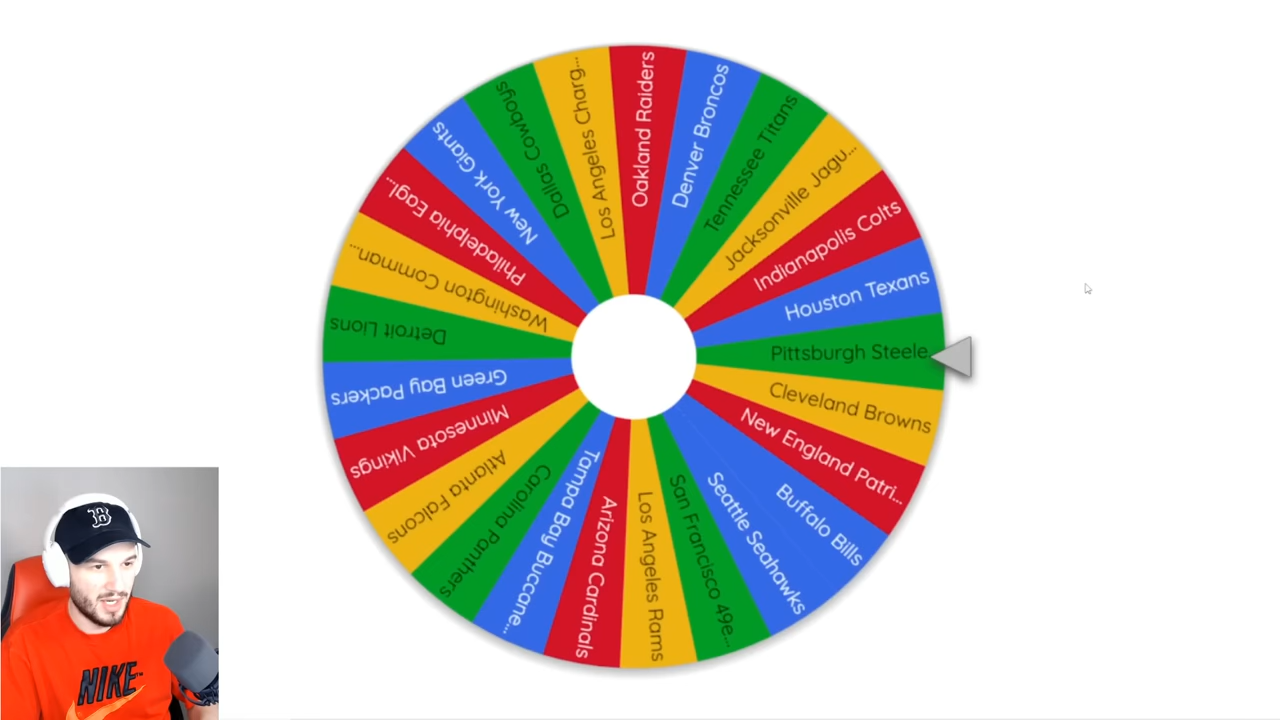 Oakland Raiders
Denver Broncos
Tennessee Titans
Jacksonville Jagu...
Indianapolis Colts
Houston Texans
Pittsburgh Steele
Cleveland Browns
New England Patri...
Buffalo Bills
Seattle Seahawks
San Francisco 49e...
Los Angeles Rams
Arizona Cardinals
Tampa Bay Buccane...
Carolina Panthers
Atlanta Falcons
Minnesota Vikings
Green Bay Packers
Detroit Lions
Washington Comman...
Philadelphia Eagl...
New York Giants
Dallas Cowboys
Los Angeles Charg...
B
NIKE